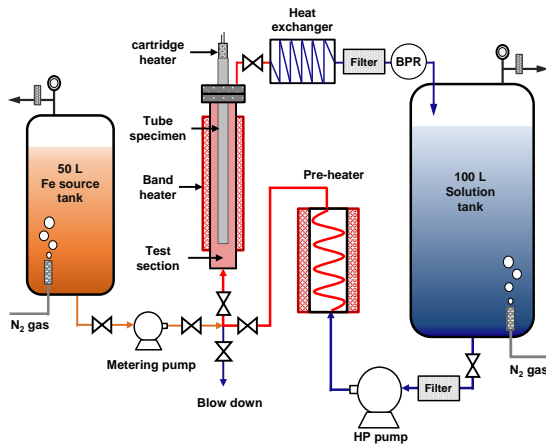 Heat
exchanger
cartridge
heater
Filter
BPR
Tube
specimen
50 L
Fe source
tank
100 L
Solution
tank
Band
heater
Pre-heater
Test
section
N2 gas
Metering pump
Blow down
Filter
N2 gas
HP pump